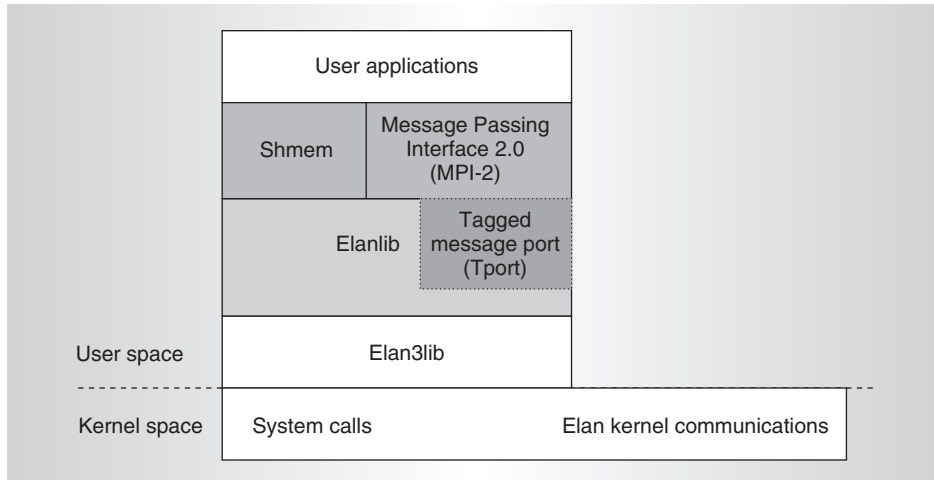 User applications
Shmem
Message Passing
Interface 2.0
(MPI-2)
Elanlib
Tagged
message port
(Tport)
User space
Elan3lib
Kernel space
System calls
Elan kernel communications